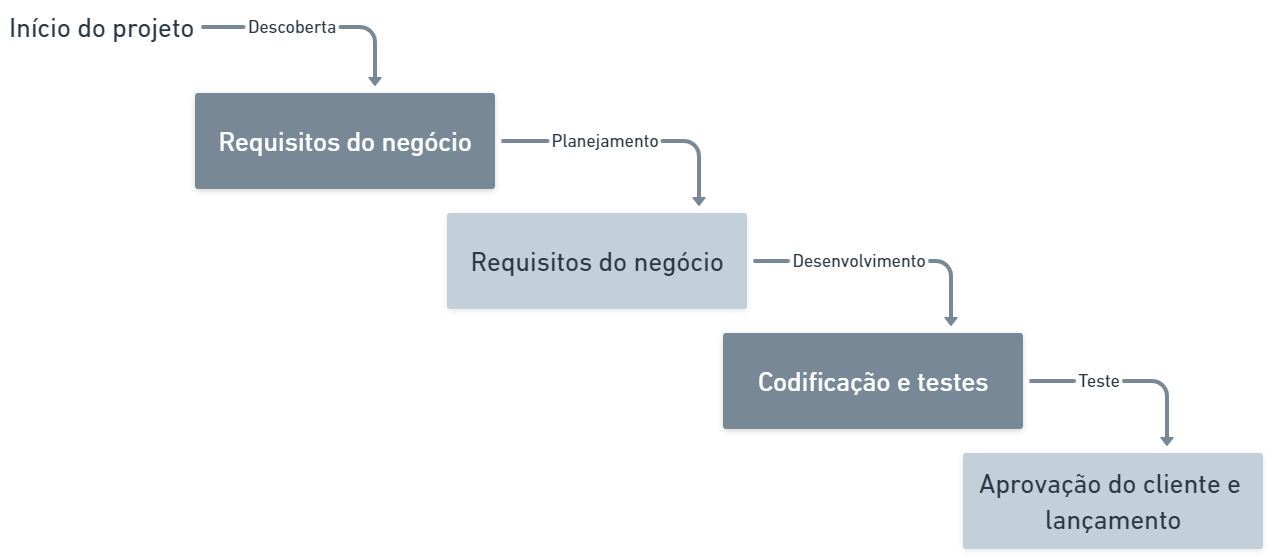 Início do projeto
Descoberta
Requisitos do negócio
Planejamento
Requisitos do negócio
Desenvolvimento
Codificação e testes
Teste
Aprovação do cliente e
lançamento